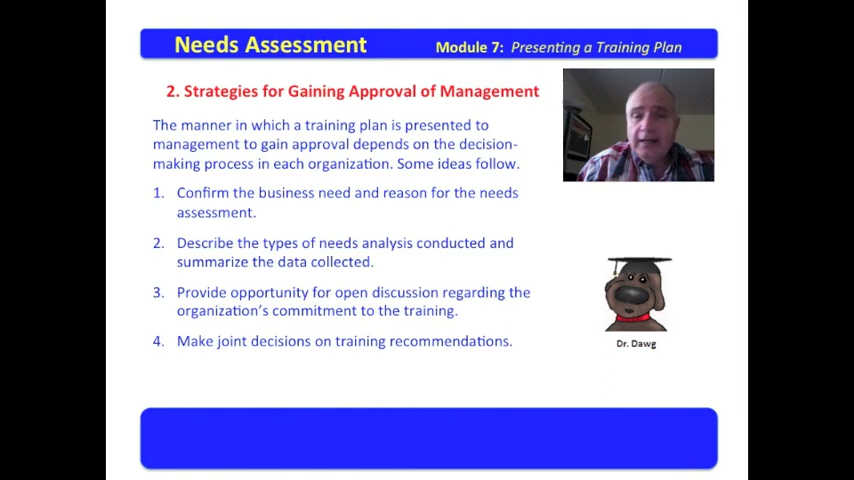 Needs Assessment
Module 7: Presenting a Training Plan
2. Strategies for Gaining Approval of Management
The manner in which a training plan is presented to
management to gain approval depends on the decision-
making process in each organization. Some ideas follow.
1. Confirm the business need and reason for the needs
assessment.
2. Describe the types of needs analysis conducted and
summarize the data collected.
3. Provide opportunity for open discussion regarding the
organization's commitment to the training.
4. Make joint decisions on training recommendations.
Dr. Dawg